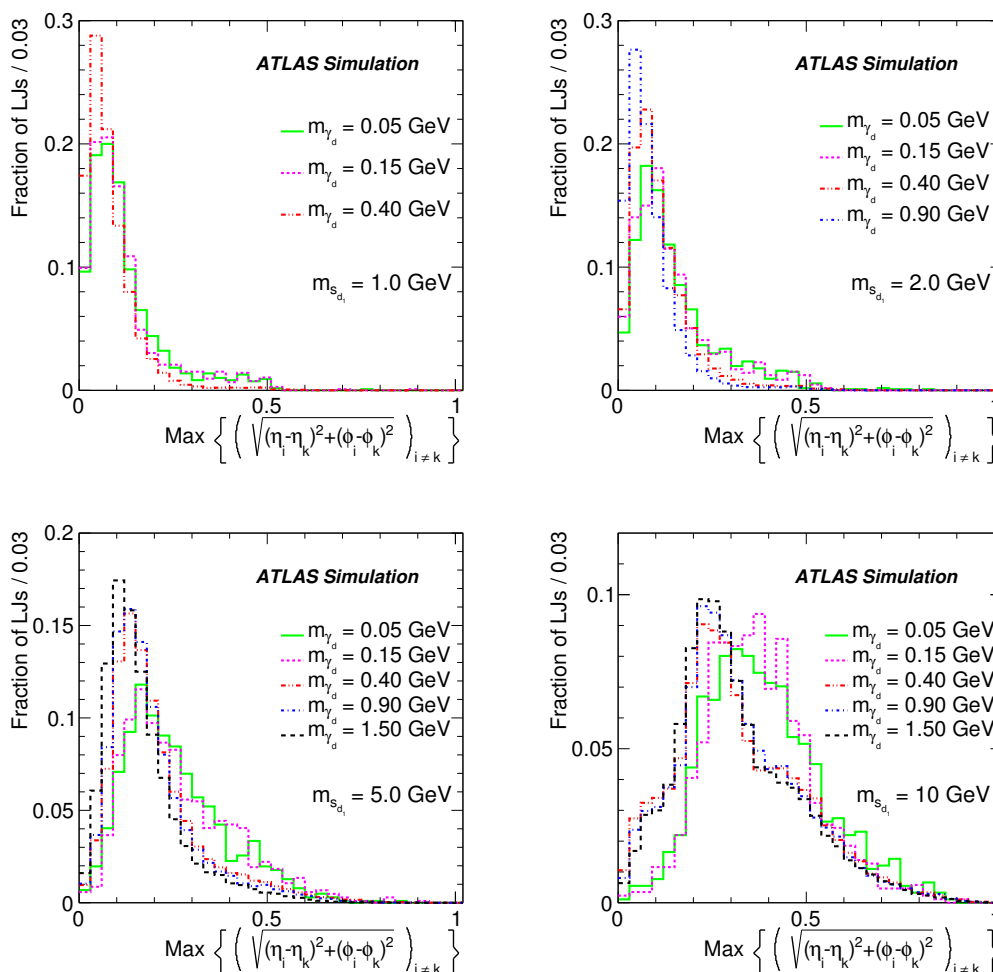 Fraction of LJs / 0.03
0.3
0.2
0.1
0
ATLAS Simulation
m_γd = 0.05 GeV
m_γd = 0.15 GeV
m_γd = 0.40 GeV
m_sd1 = 1.0 GeV
0 0.5 1
Max { ( √(η_i-η_k)²+(ϕ_i-ϕ_k)² )_i≠k }
Fraction of LJs / 0.03
0.3
0.2
0.1
0
ATLAS Simulation
m_γd = 0.05 GeV
m_γd = 0.15 GeV
m_γd = 0.40 GeV
m_γd = 0.90 GeV
m_sd1 = 2.0 GeV
0 0.5 1
Max { ( √(η_i-η_k)²+(ϕ_i-ϕ_k)² )_i≠k }
Fraction of LJs / 0.03
0.2
0.15
0.1
0.05
0
ATLAS Simulation
m_γd = 0.05 GeV
m_γd = 0.15 GeV
m_γd = 0.40 GeV
m_γd = 0.90 GeV
m_γd = 1.50 GeV
m_sd1 = 5.0 GeV
0 0.5 1
Max { ( √(η_i-η_k)²+(ϕ_i-ϕ_k)² )_i≠k }
Fraction of LJs / 0.03
0.1
0.05
0
ATLAS Simulation
m_γd = 0.05 GeV
m_γd = 0.15 GeV
m_γd = 0.40 GeV
m_γd = 0.90 GeV
m_γd = 1.50 GeV
m_sd1 = 10 GeV
0 0.5 1
Max { ( √(η_i-η_k)²+(ϕ_i-ϕ_k)² )_i≠k }